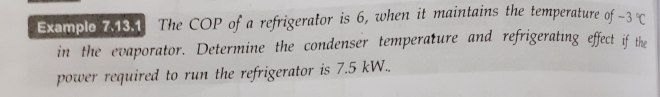 Example 7.13.1 The COP of a refrigerator is 6, when it maintains the temperature of -3 °C
in the evaporator. Determine the condenser temperature and refrigerating effect if the
power required to run the refrigerator is 7.5 kW..